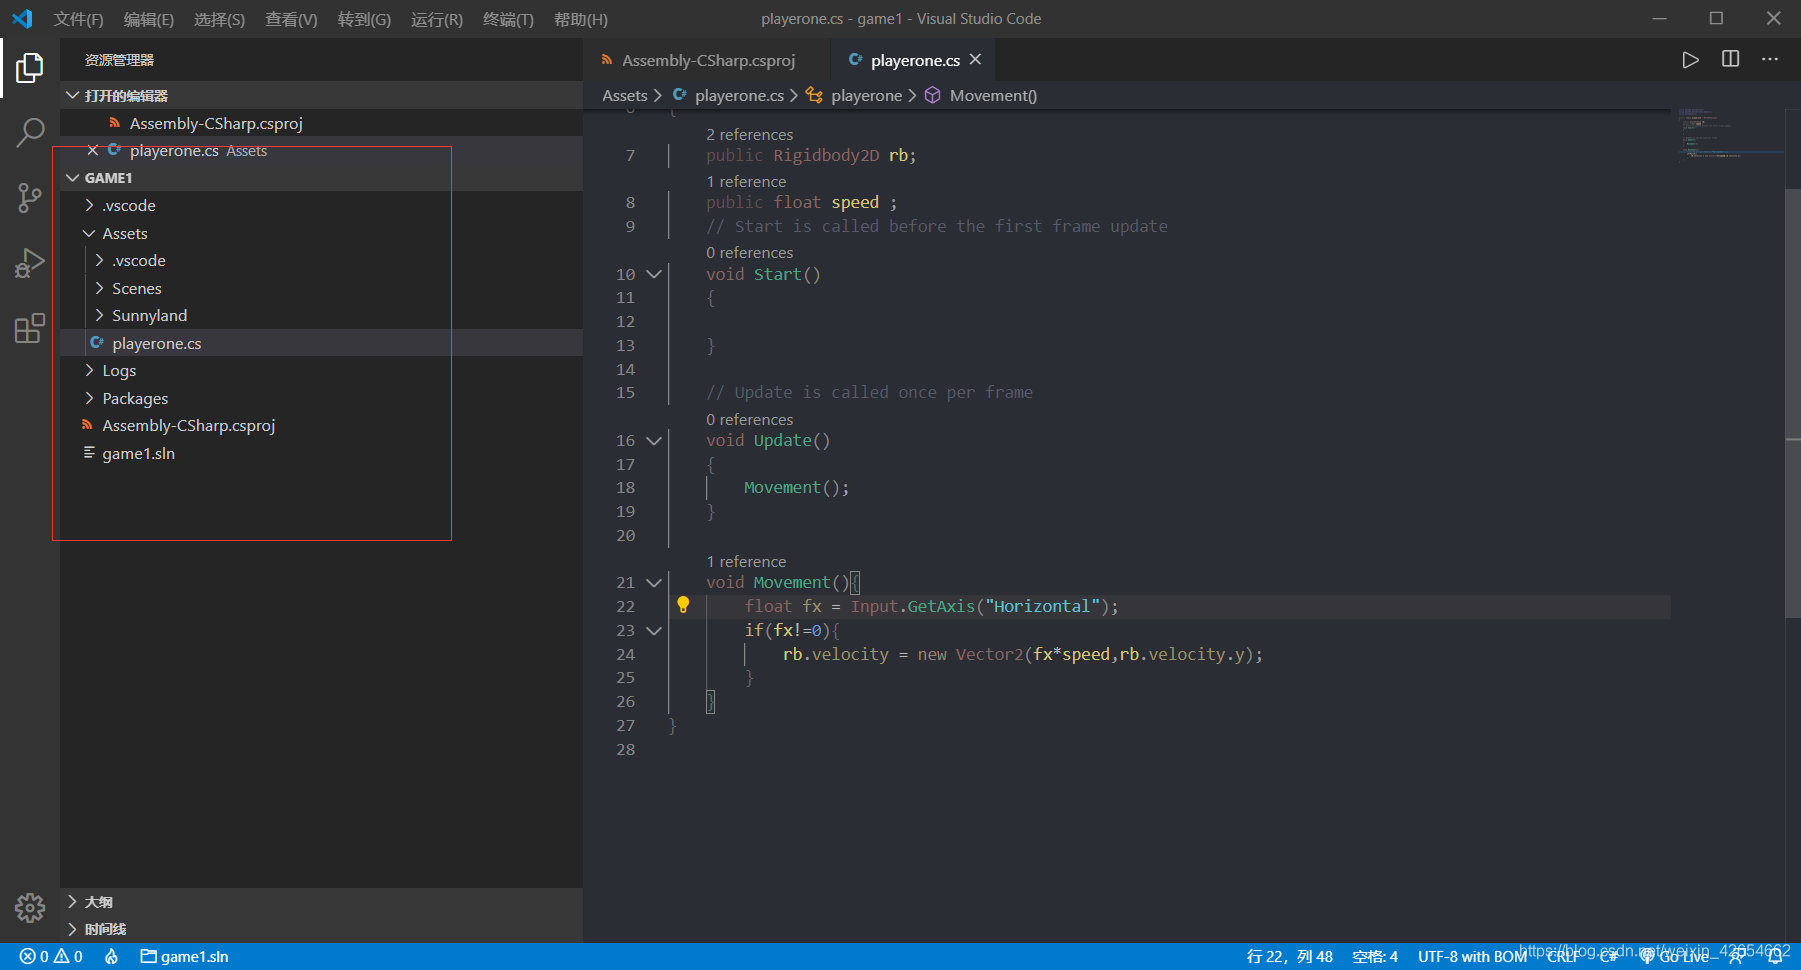 文件(F) 编辑(E) 选择(S) 查看(V) 转到(G) 运行(R) 终端(T) 帮助(H) playerone.cs - game1 - Visual Studio Code
资源管理器
打开的编辑器
Assembly-CSharp.csproj
playerone.cs Assets
GAME1
.vscode
Assets
.vscode
Scenes
Sunnyland
playerone.cs
Logs
Packages
Assembly-CSharp.csproj
game1.sln
大纲
时间线
Assembly-CSharp.csproj playerone.cs
Assets playerone.cs playerone Movement()
2 references
7 public Rigidbody2D rb;
1 reference
8 public float speed ;
9 // Start is called before the first frame update
0 references
10 void Start()
11 {
12
13 }
14
15 // Update is called once per frame
0 references
16 void Update()
17 {
18 Movement();
19 }
20
1 reference
21 void Movement(){
22 float fx = Input.GetAxis("Horizontal");
23 if(fx!=0){
24 rb.velocity = new Vector2(fx*speed,rb.velocity.y);
25 }
26 }
27 }
28
0 0 game1.sln 行 22，列 48 空格: 4 UTF-8 with BOM CRLF C# Go Live
https://blog.csdn.net/weixin_42654662